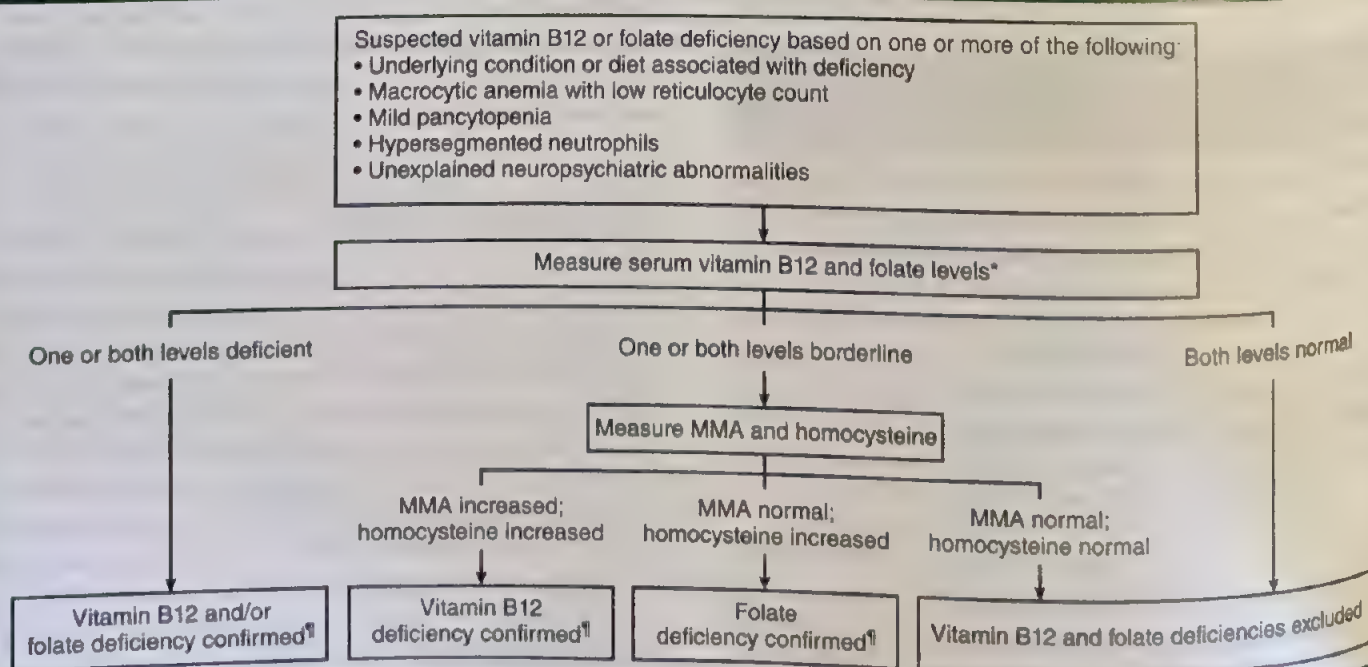 Suspected vitamin B12 or folate deficiency based on one or more of the following:
• Underlying condition or diet associated with deficiency
• Macrocytic anemia with low reticulocyte count
• Mild pancytopenia
• Hypersegmented neutrophils
• Unexplained neuropsychiatric abnormalities
Measure serum vitamin B12 and folate levels*
One or both levels deficient
One or both levels borderline
Both levels normal
Measure MMA and homocysteine
MMA increased;
homocysteine increased
MMA normal;
homocysteine increased
MMA normal;
homocysteine normal
Vitamin B12 and/or
folate deficiency confirmed¶
Vitamin B12
deficiency confirmed¶
Folate
deficiency confirmed¶
Vitamin B12 and folate deficiencies excluded